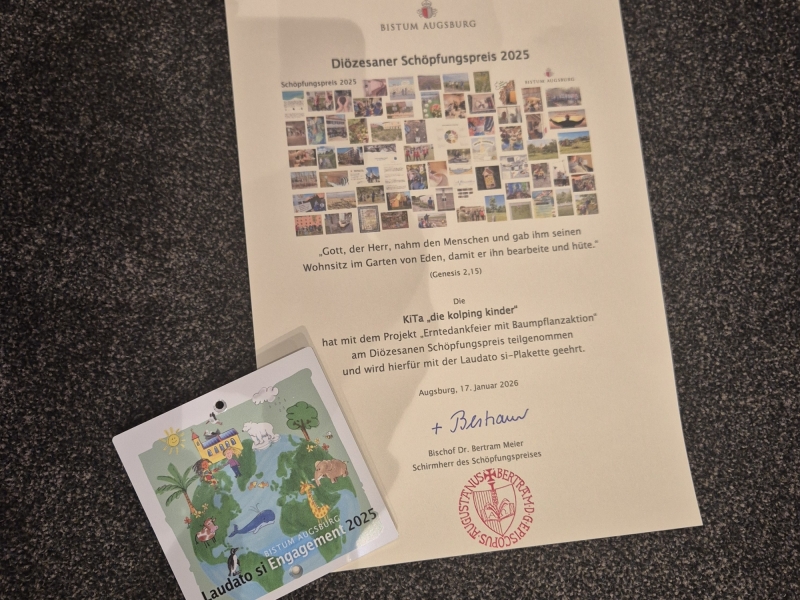 BISTUM AUGSBURG
Diözesaner Schöpfungspreis 2025
Schöpfungspreis 2025
BISTUM AUGSBURG
„Gott, der Herr, nahm den Menschen und gab ihm seinen
Wohnsitz im Garten von Eden, damit er ihn bearbeite und hüte.“
(Genesis 2,15)
Die
KiTa „die kolping kinder“
hat mit dem Projekt „Erntedankfeier mit Baumpflanzaktion“
am Diözesanen Schöpfungspreis teilgenommen
und wird hierfür mit der Laudato si-Plakette geehrt.
Augsburg, 17. Januar 2026
Bischof Dr. Bertram Meier
Schirmherr des Schöpfungspreises
BERTRAM·D·G·EPISCOPUS·AUGUSTANUS
BISTUM AUGSBURG
Laudato si Engagement 2025